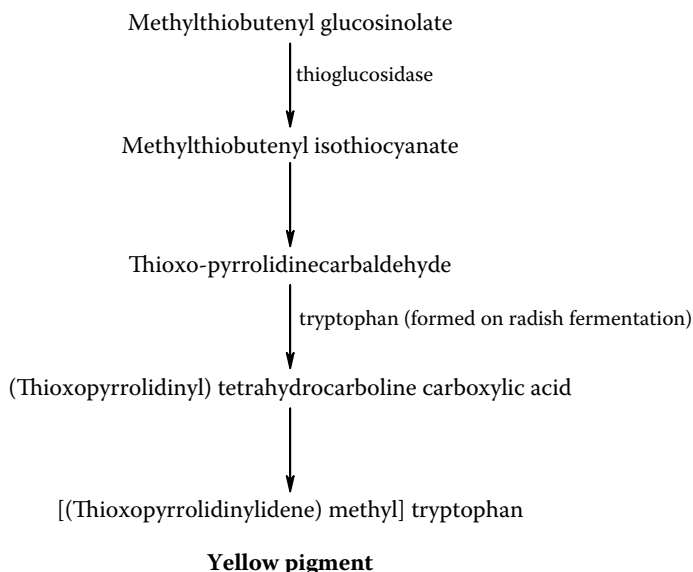 Methylthiobutenyl glucosinolate
thioglucosidase
Methylthiobutenyl isothiocyanate
Thioxo-pyrrolidinecarbaldehyde
tryptophan (formed on radish fermentation)
(Thioxopyrrolidinyl) tetrahydrocarboline carboxylic acid
[(Thioxopyrrolidinylidene) methyl] tryptophan
Yellow pigment